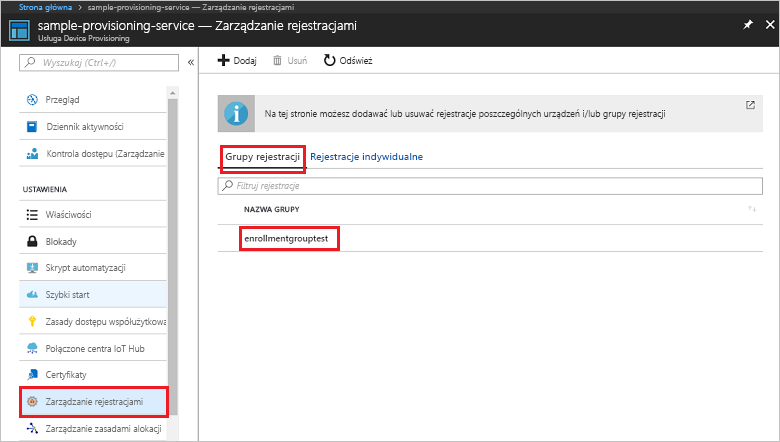 Strona główna > sample-provisioning-service — Zarządzanie rejestracjami
sample-provisioning-service — Zarządzanie rejestracjami
Usługa Device Provisioning
Wyszukaj (Ctrl+/)
Przegląd
Dziennik aktywności
Kontrola dostępu (Zarządzanie
USTAWIENIA
Właściwości
Blokady
Skrypt automatyzacji
Szybki start
Zasady dostępu współużytkowa
Połączone centra IoT Hub
Certyfikaty
Zarządzanie rejestracjami
Zarządzanie zasadami alokacji
Dodaj Usuń Odśwież
Na tej stronie możesz dodawać lub usuwać rejestracje poszczególnych urządzeń i/lub grupy rejestracji
Grupy rejestracji Rejestracje indywidualne
Filtruj rejestracje
NAZWA GRUPY
enrollmentgrouptest